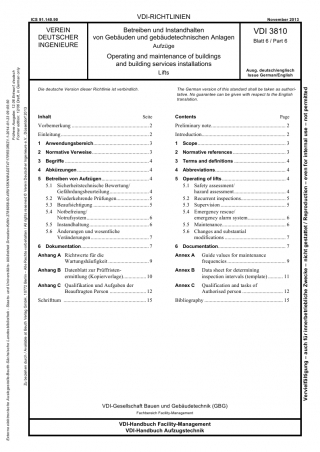 ICS 91.140.90
VDI-RICHTLINIEN
November 2013
VEREIN
DEUTSCHER
INGENIEURE
Betreiben und Instandhalten
von Gebäuden und gebäudetechnischen Anlagen
Aufzüge
Operating and maintenance of buildings
and building services installations
Lifts
VDI 3810
Blatt 6 / Part 6
Ausg. deutsch/englisch
Issue German/English
Die deutsche Version dieser Richtlinie ist verbindlich.
The German version of this standard shall be taken as authoritative. No guarantee can be given with respect to the English
translation.
Inhalt Seite
Vorbemerkung 2
Einleitung 2
1 Anwendungsbereich 3
2 Normative Verweise 3
3 Begriffe 4
4 Abkürzungen 4
5 Betreiben von Aufzügen 4
5.1 Sicherheitstechnische Bewertung/
Gefährdungsbeurteilung 4
5.2 Wiederkehrende Prüfungen 5
5.3 Beaufsichtigung 5
5.4 Notbefreiung/
Notrufsystem 6
5.5 Instandhaltung 6
5.6 Änderungen und wesentliche
Veränderungen 7
6 Dokumentation 7
Anhang A Richtwerte für die
Wartungshäufigkeit 9
Anhang B Datenblatt zur Prüffristen-
ermittlung (Kopiervorlage) 10
Anhang C Qualifikation und Aufgaben der
Beauftragten Person 12
Schrifttum 15
Contents Page
Preliminary note 2
Introduction 2
1 Scope 3
2 Normative references 3
3 Terms and definitions 4
4 Abbreviations 4
5 Operating of lifts 4
5.1 Safety assessment/
hazard assessment 4
5.2 Recurrent inspections 5
5.3 Supervision 5
5.4 Emergency rescue/
emergency alarm system 6
5.5 Maintenance 6
5.6 Changes and substantial
modifications 7
6 Documentation 7
Annex A Guide values for maintenance
frequencies 9
Annex B Data sheet for determining
inspection intervals (template) 11
Annex C Qualification and tasks of
Authorised person 12
Bibliography 15
VDI-Gesellschaft Bauen und Gebäudetechnik (GBG)
Fachbereich Facility-Management
VDI-Handbuch Facility-Management
VDI-Handbuch Aufzugstechnik
Vervielfältigung – auch für innerbetriebliche Zwecke – nicht gestattet / Reproduction – even for internal use – not permitted